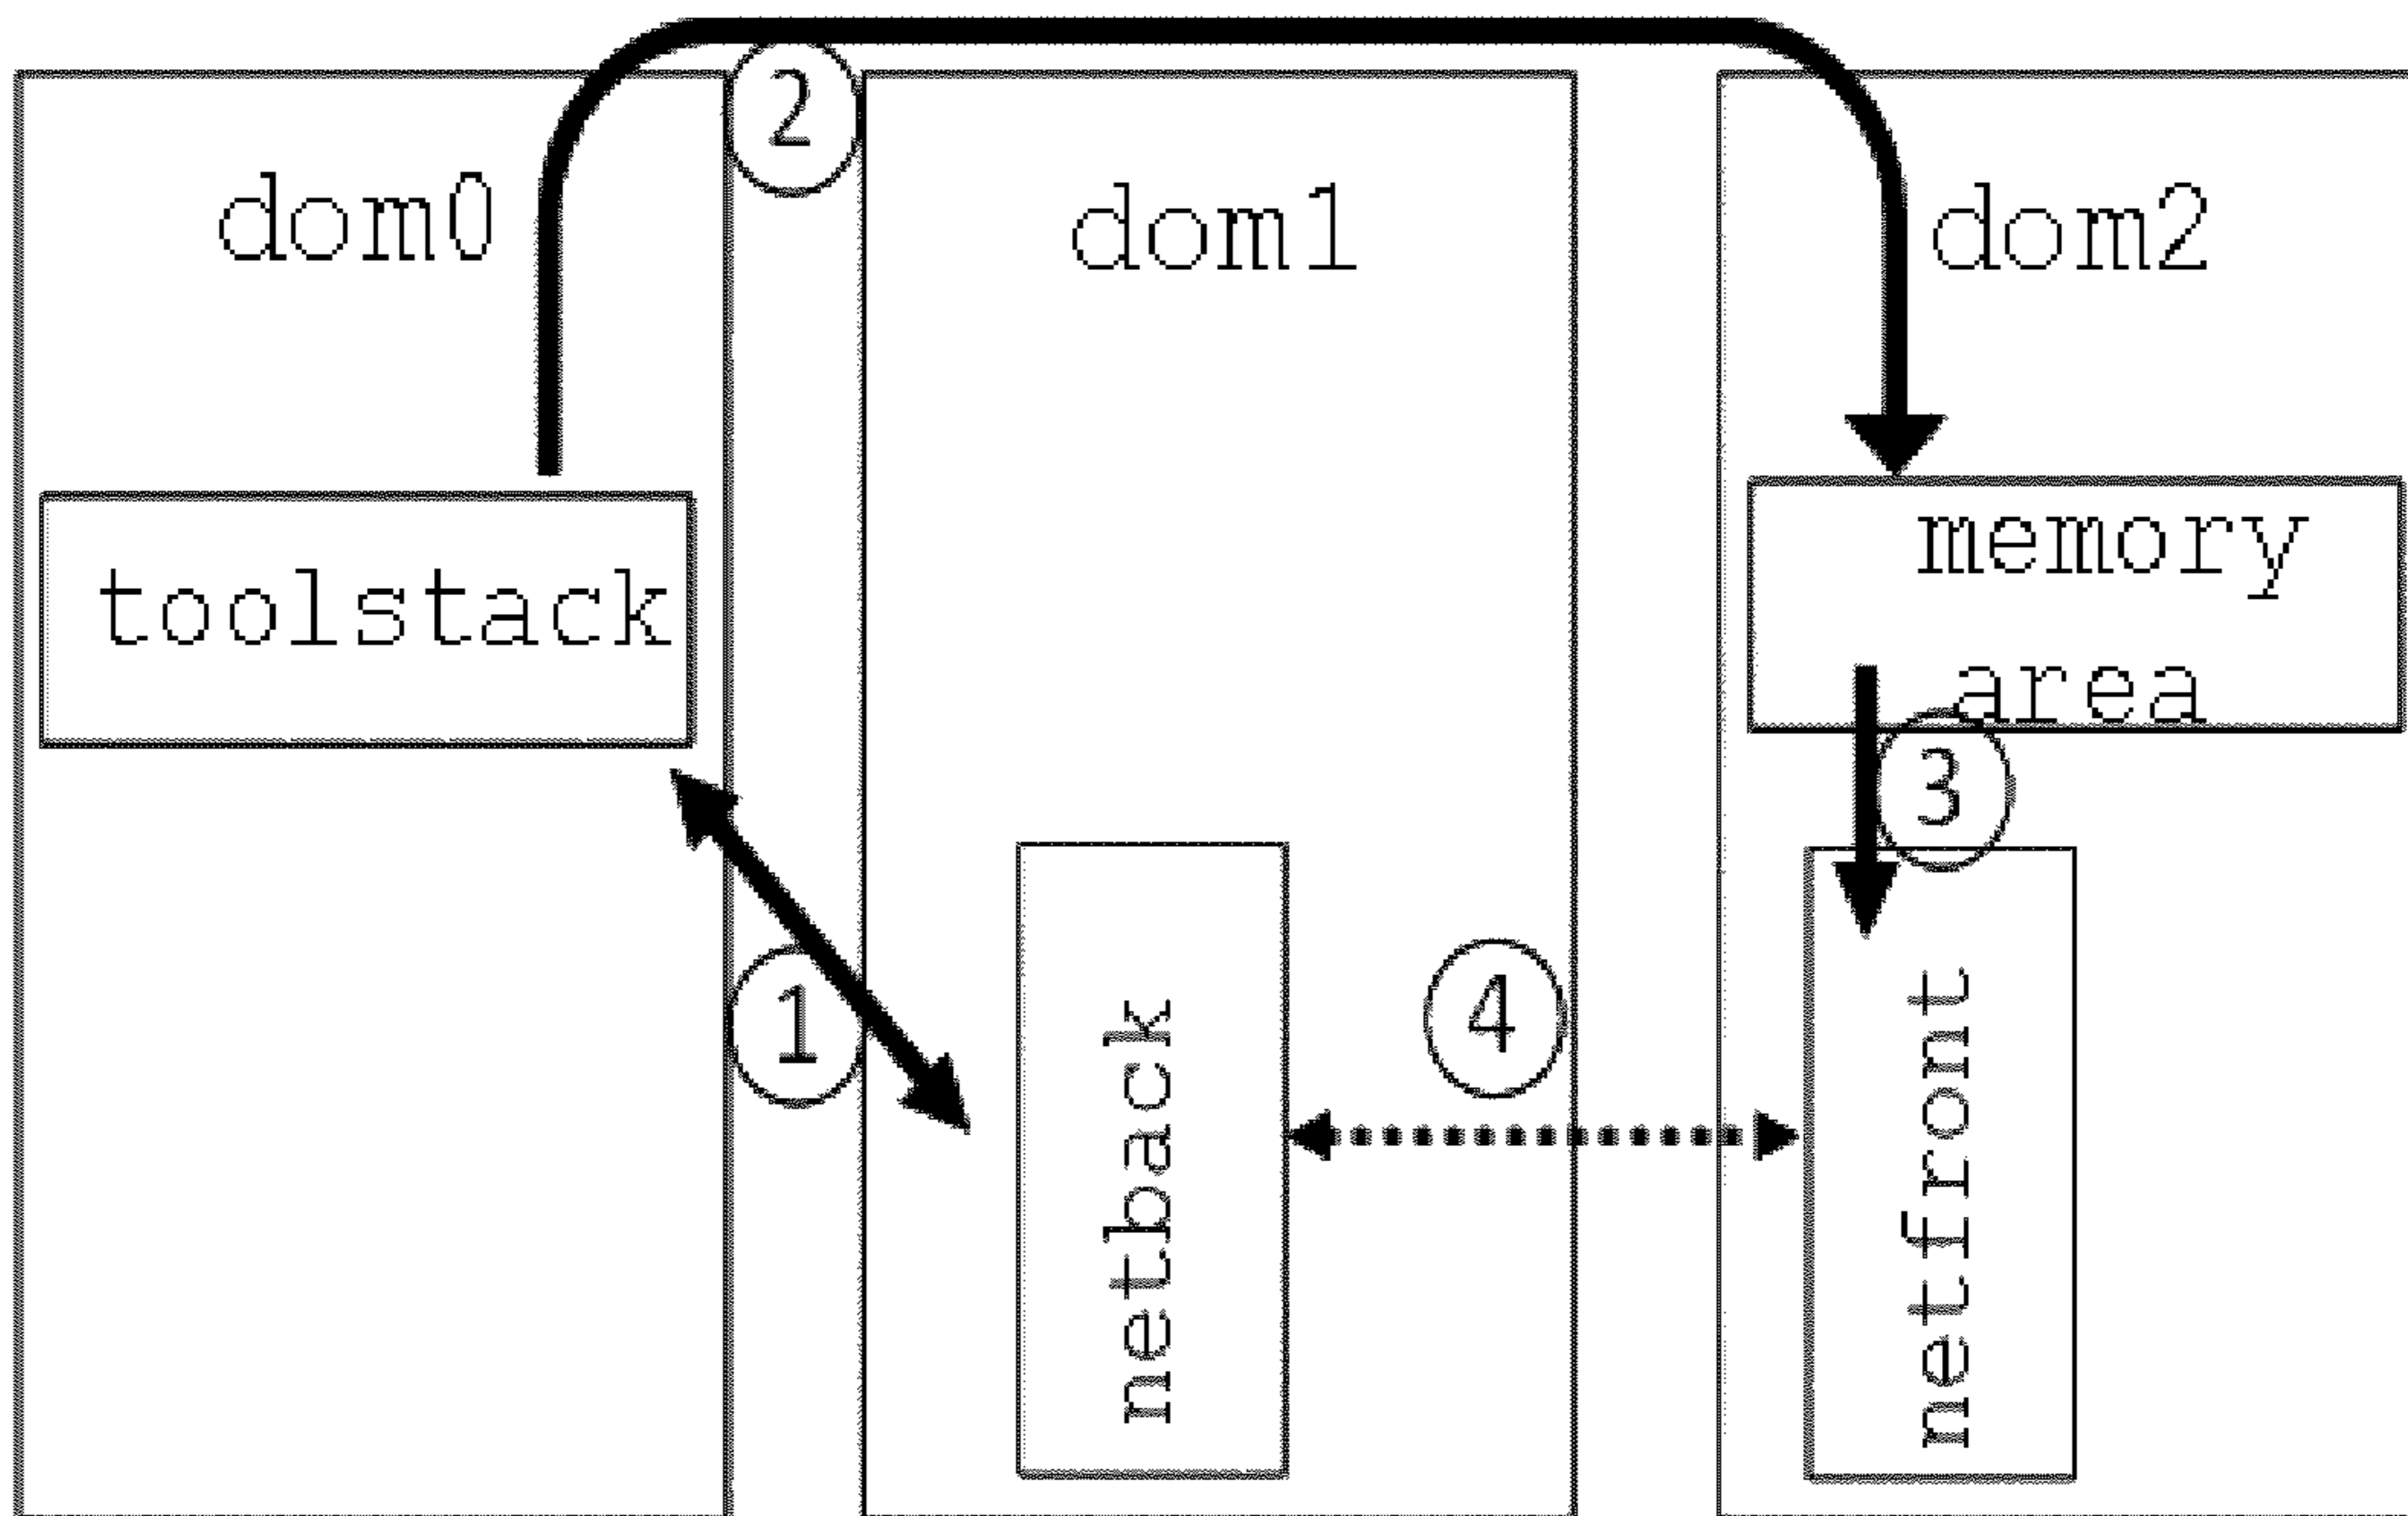 2
dom0
dom1
dom2
toolstack
memory
area
3
1
4
netback
netfront